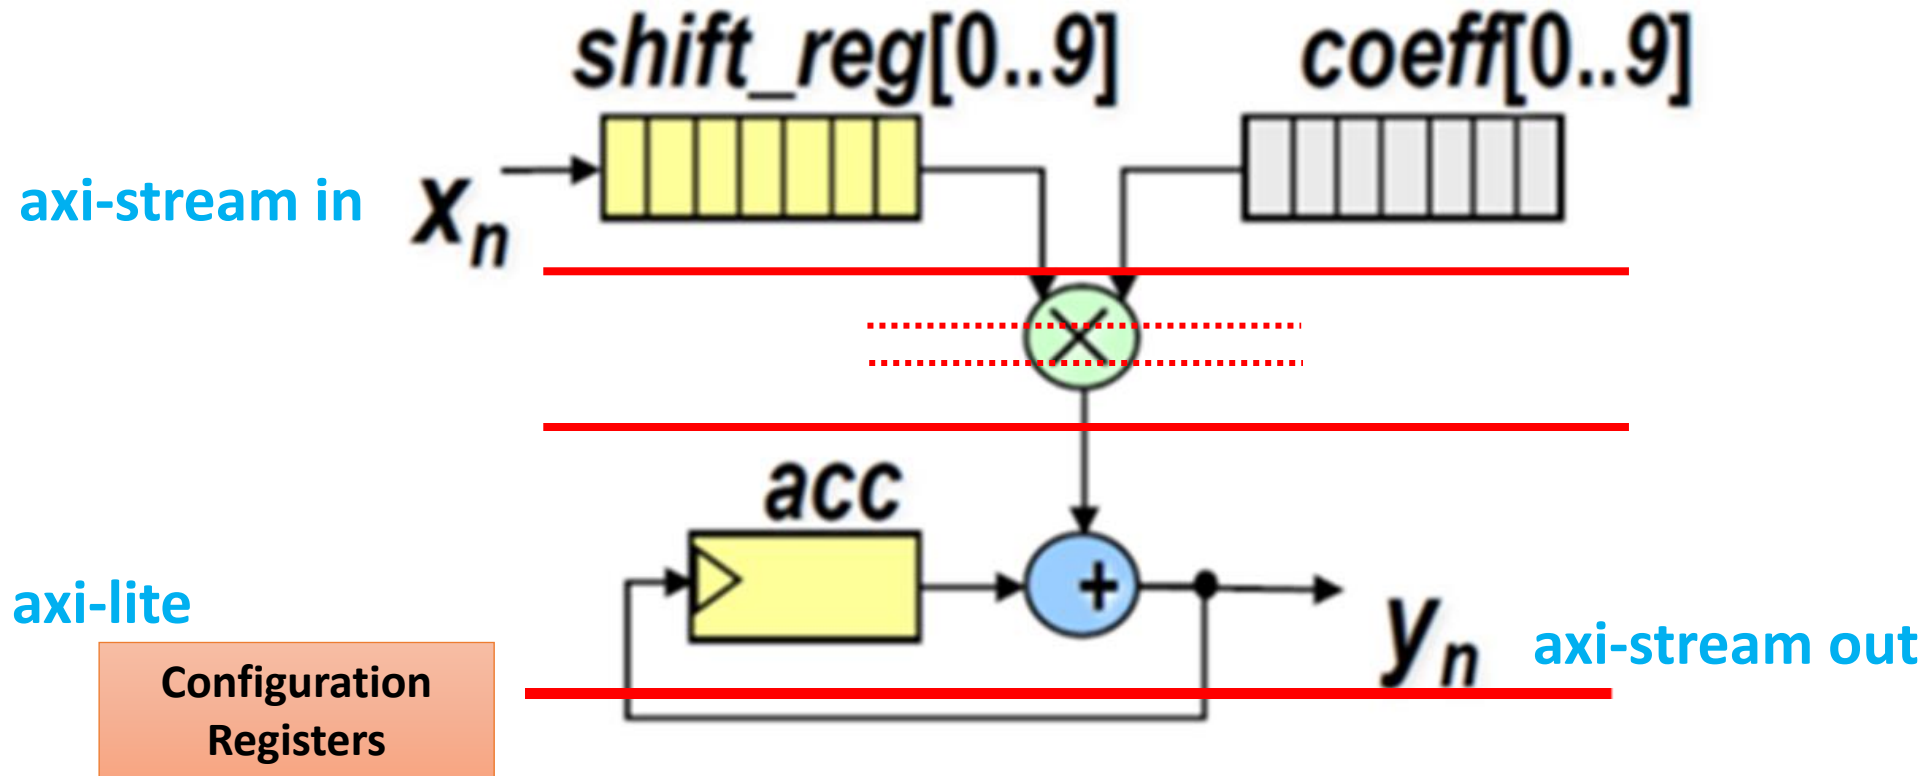 shift_reg[0..9]
coeff[0..9]
axi-stream in
xn
acc
+
axi-lite
Configuration
Registers
yn
axi-stream out